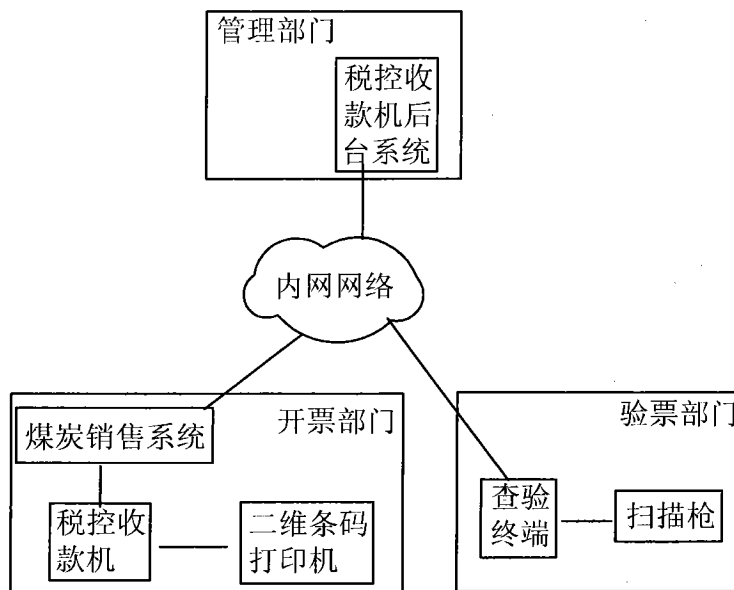 管理部门
税控收
款机后
台系统
内网网络
开票部门
煤炭销售系统
税控收
款机
二维条码
打印机
验票部门
查验
终端
扫描枪